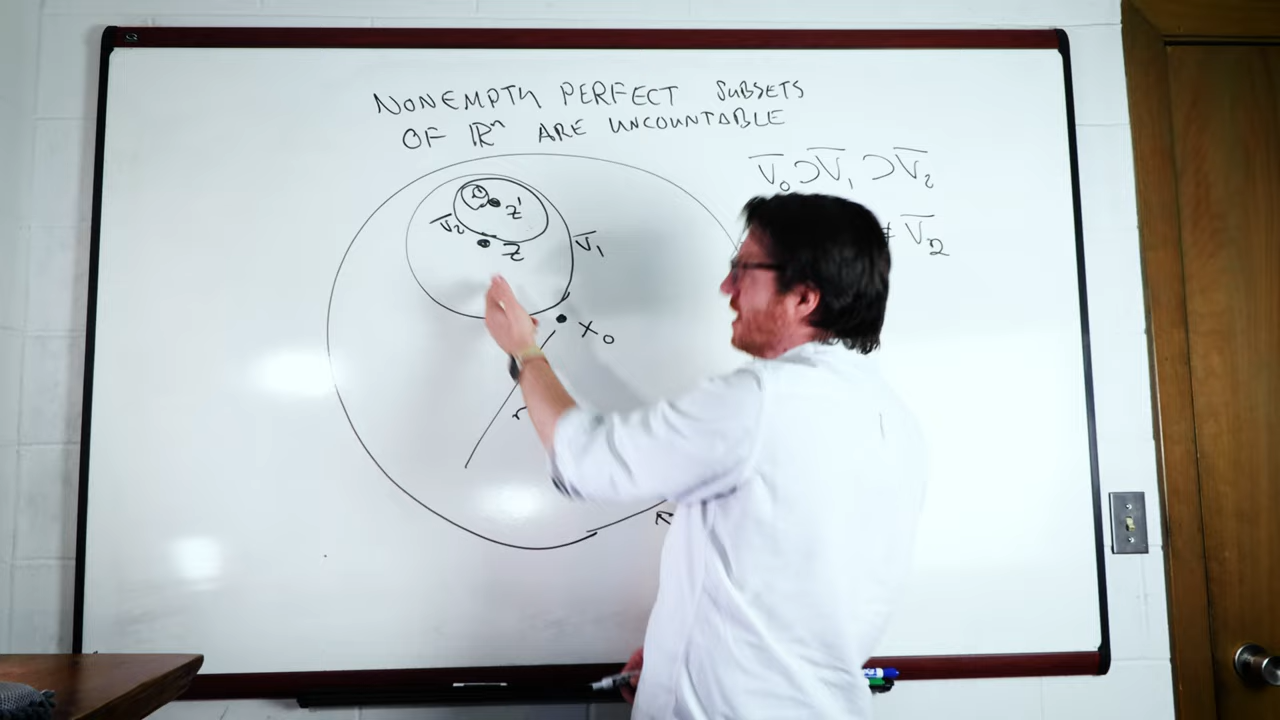 NONEMPTY PERFECT SUBSETS
OF ℝⁿ ARE UNCOUNTABLE
V̅₀ ⊃ V̅₁ ⊃ V̅₂
∉ V̅₂
z'
V̅₂
z
V̅₁
x₀
r